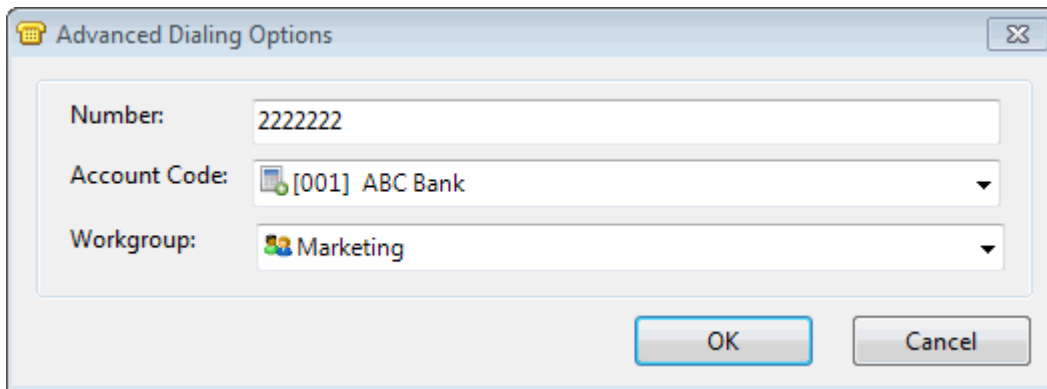 Advanced Dialing Options
Number: 2222222
Account Code: [001] ABC Bank
Workgroup: Marketing
OK Cancel